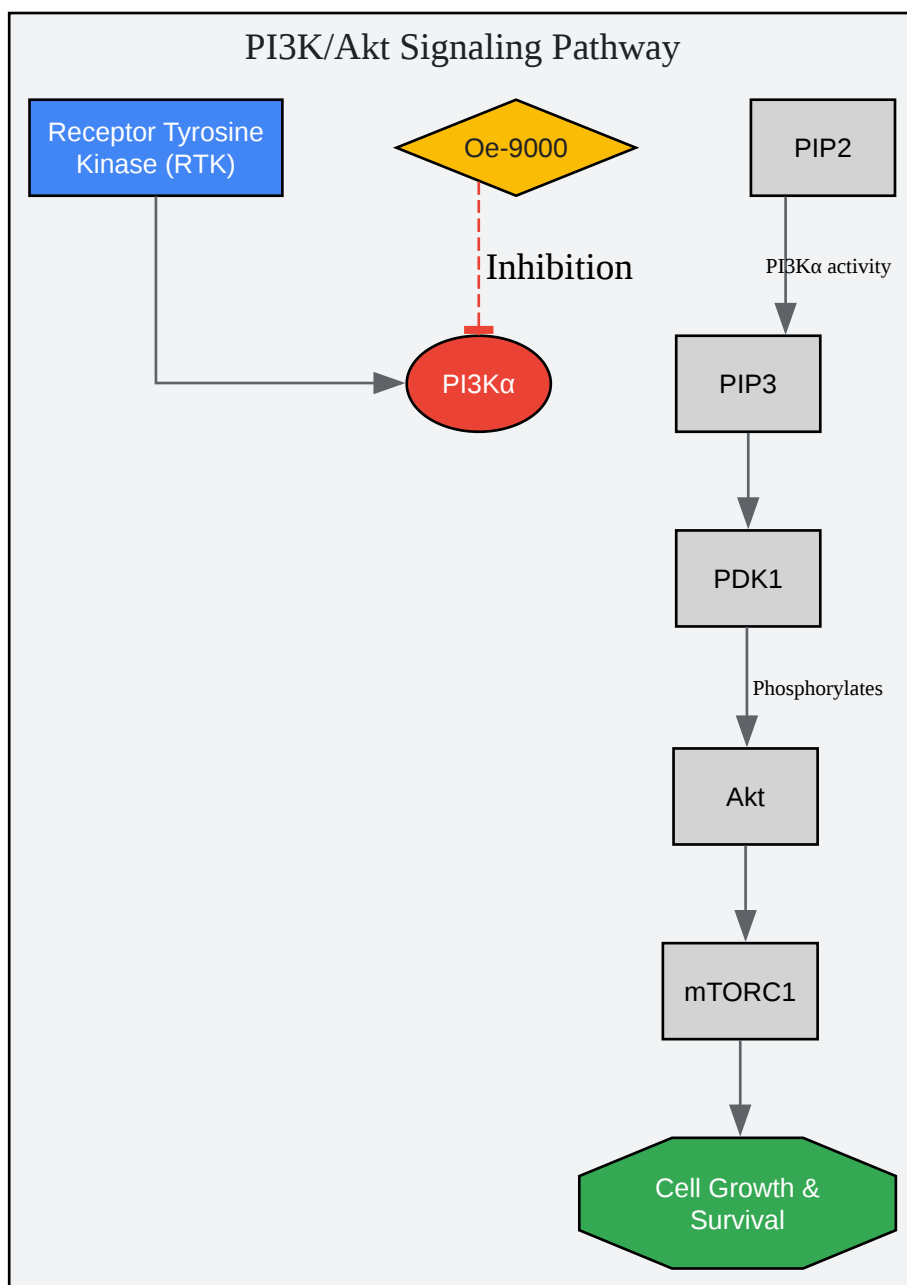 PI3K/Akt Signaling Pathway
Receptor Tyrosine
Kinase (RTK)
Oe-9000
PIP2
Inhibition
PI3Kα activity
PI3Kα
PIP3
PDK1
Phosphorylates
Akt
mTORC1
Cell Growth &
Survival